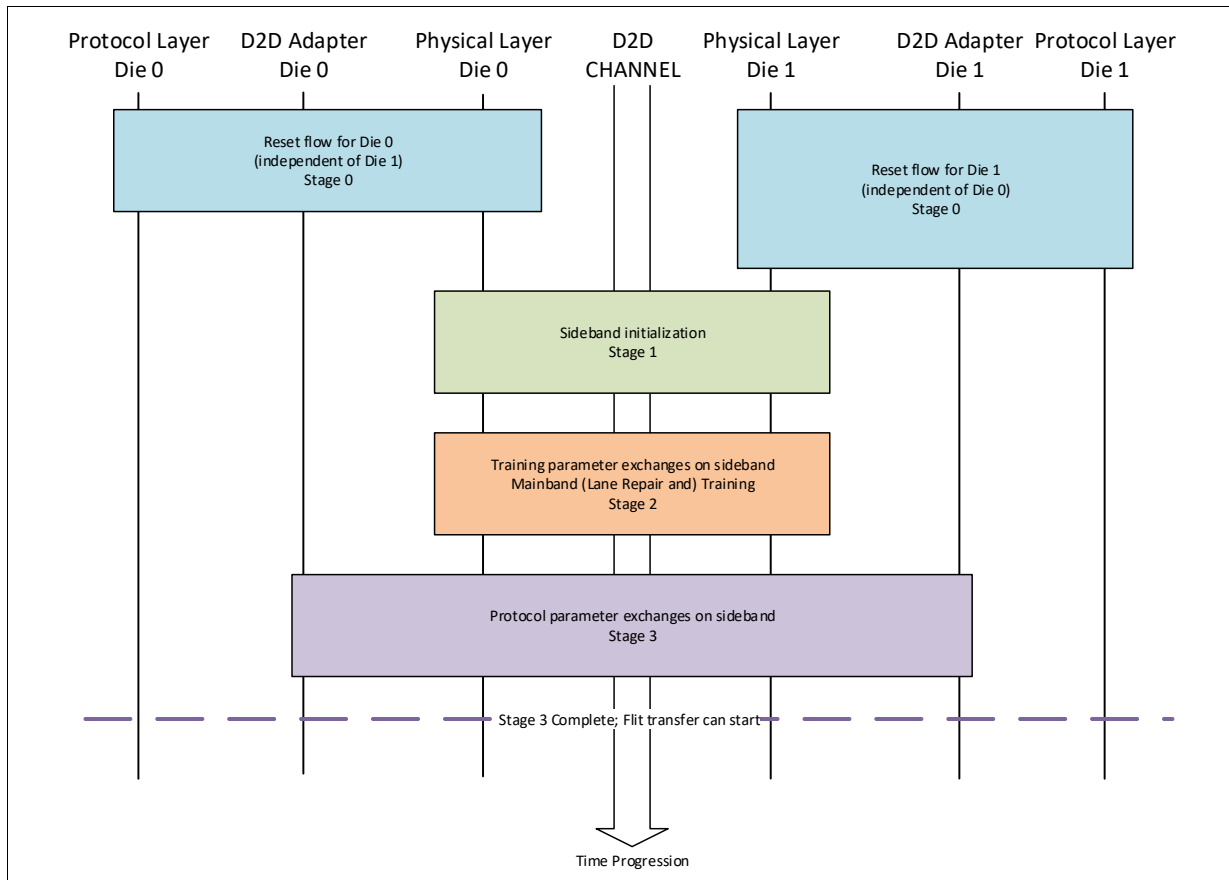 Protocol Layer
Die 0
D2D Adapter
Die 0
Physical Layer
Die 0
D2D
CHANNEL
Physical Layer
Die 1
D2D Adapter
Die 1
Protocol Layer
Die 1
Reset flow for Die 0
(independent of Die 1)
Stage 0
Reset flow for Die 1
(independent of Die 0)
Stage 0
Sideband initialization
Stage 1
Training parameter exchanges on sideband
Mainband (Lane Repair and) Training
Stage 2
Protocol parameter exchanges on sideband
Stage 3
Stage 3 Complete; Flit transfer can start
Time Progression